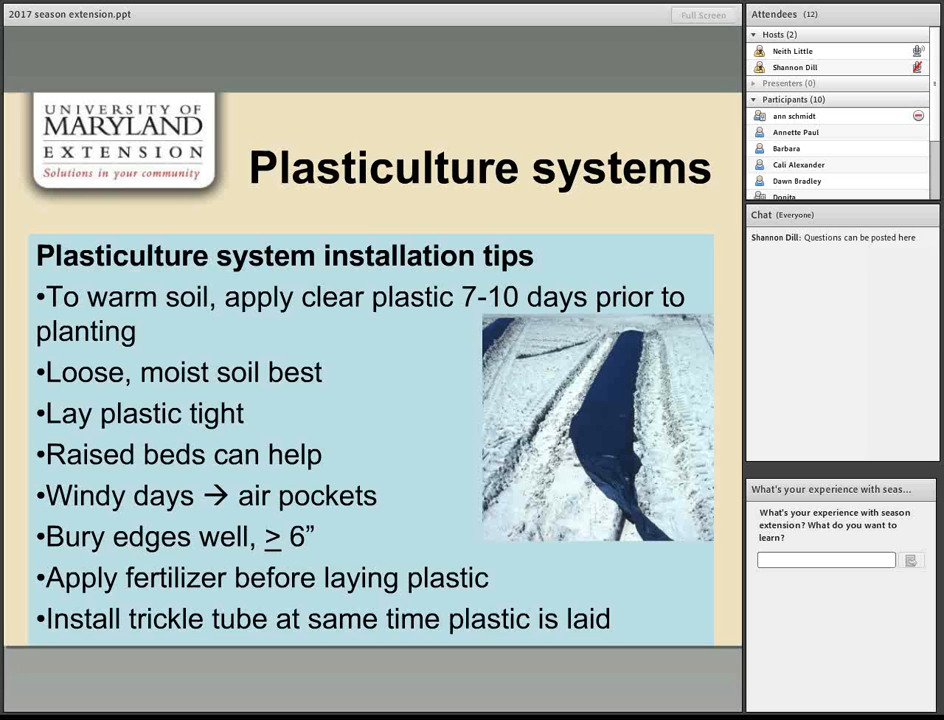 2017 season extension.ppt
Full Screen
UNIVERSITY OF
MARYLAND
EXTENSION
Solutions in your community
Plasticulture systems
Plasticulture system installation tips
•To warm soil, apply clear plastic 7-10 days prior to
planting
•Loose, moist soil best
•Lay plastic tight
•Raised beds can help
•Windy days → air pockets
•Bury edges well, ≥ 6”
•Apply fertilizer before laying plastic
•Install trickle tube at same time plastic is laid
Attendees (12)
Hosts (2)
Neith Little
Shannon Dill
Presenters (0)
Participants (10)
ann schmidt
Annette Paul
Barbara
Cali Alexander
Dawn Bradley
Donita
Chat (Everyone)
Shannon Dill: Questions can be posted here
What's your experience with seas...
What's your experience with season
extension? What do you want to
learn?